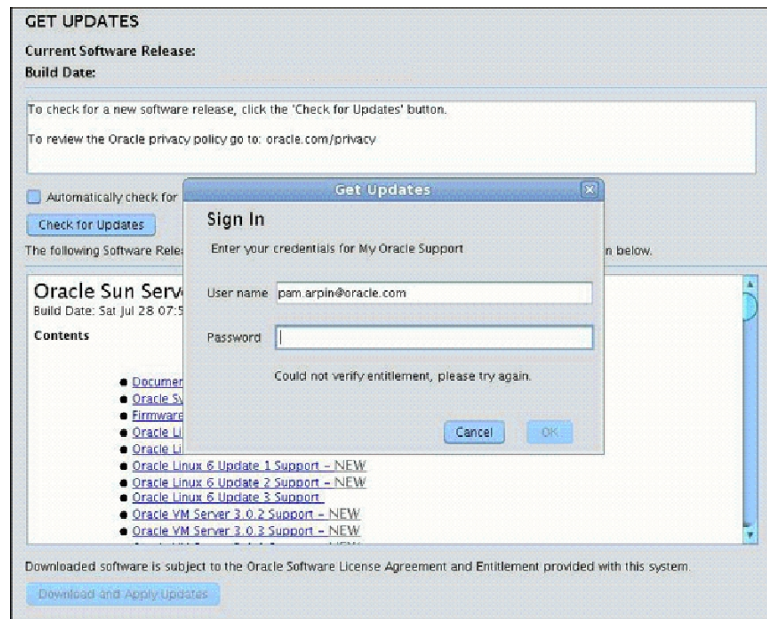 GET UPDATES
Current Software Release:
Build Date:
To check for a new software release, click the 'Check for Updates' button.
To review the Oracle privacy policy go to: oracle.com/privacy
Automatically check for
Check for Updates
The following Software Rele
n below.
Get Updates
Sign In
Enter your credentials for My Oracle Support
User name pam.arpin@oracle.com
Password
Could not verify entitlement, please try again.
Cancel OK
Oracle Sun Serv
Build Date: Sat Jul 28 07:5
Contents
Documen
Oracle Sy
Firmware
Oracle Li
Oracle Li
Oracle Linux 6 Update 1 Support – NEW
Oracle Linux 6 Update 2 Support – NEW
Oracle Linux 6 Update 3 Support
Oracle VM Server 3.0.2 Support – NEW
Oracle VM Server 3.0.3 Support – NEW
Downloaded software is subject to the Oracle Software License Agreement and Entitlement provided with this system.
Download and Apply Updates